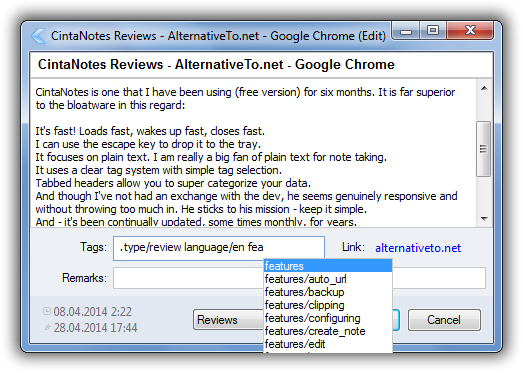 CintaNotes Reviews - AlternativeTo.net - Google Chrome (Edit)
CintaNotes Reviews - AlternativeTo.net - Google Chrome
CintaNotes is one that I have been using (free version) for six months. It is far superior
to the bloatware in this regard:
It's fast! Loads fast, wakes up fast, closes fast.
I can use the escape key to drop it to the tray.
It focuses on plain text. I am really a big fan of plain text for note taking.
It uses a clear tag system with simple tag selection.
Tabbed headers allow you to super categorize your data.
And though I've not had an exchange with the dev, he seems genuinely responsive and
without throwing too much in. He sticks to his mission - keep it simple.
And - it's been continually updated, some times monthly, for years.
Tags: .type/review language/en fea Link: alternativeto.net
features
Remarks:
features/auto_url
features/backup
08.04.2014 2:22
features/clipping
Reviews
features/configuring
Cancel
28.04.2014 17:44
features/create_note
features/edit